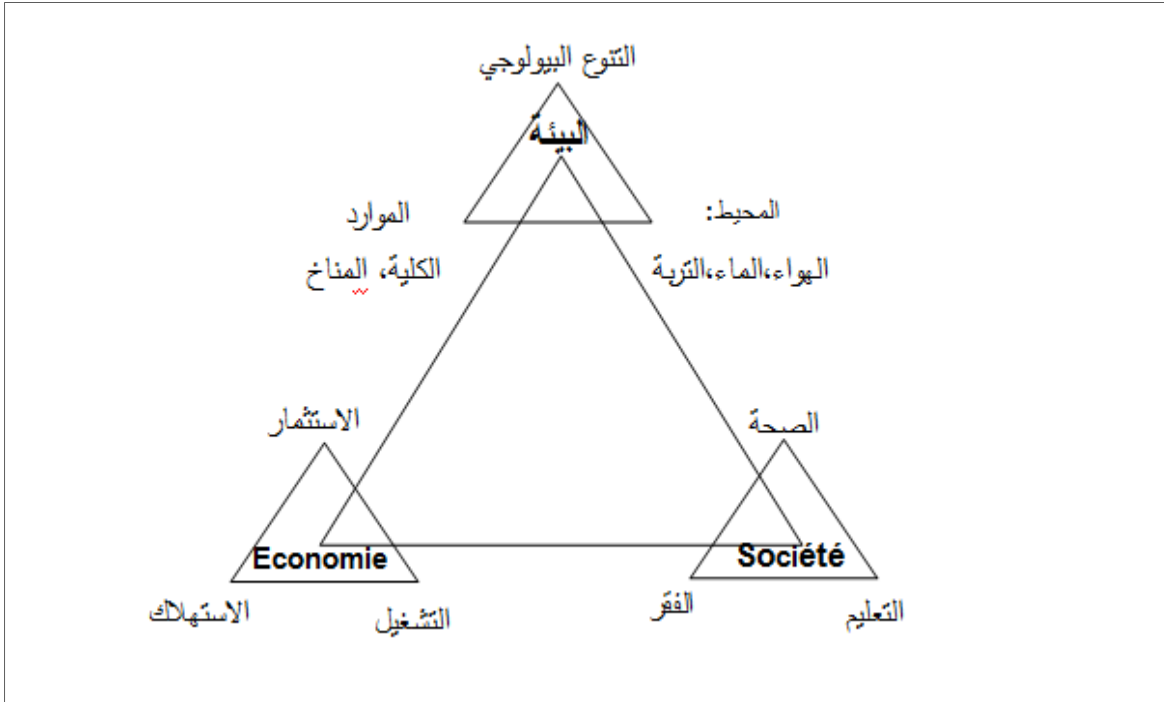 التنوع البيولوجي
البيئة
المحيط:
الموارد
الهواء،الماء،التربة
الكلية، المناخ
الاستثمار
الصحة
Economie
Société
الاستهلاك
التشغيل
الفقر
التعليم